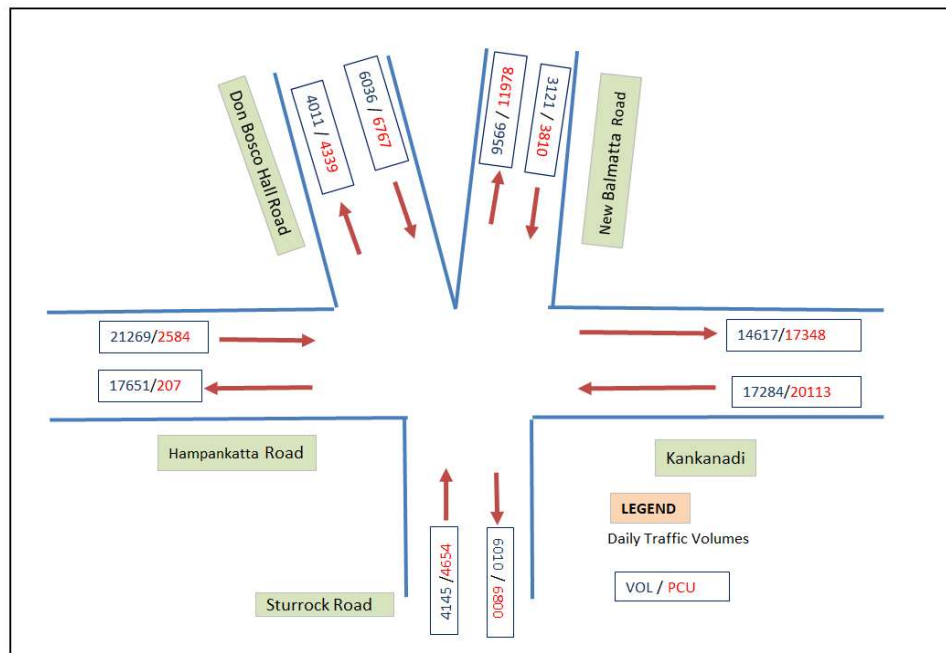 Don Bosco Hall Road
4011 / 4339
6036 / 6767
9956 / 11978
3121 / 3810
New Balmatta Road
21269/2584
14617/17348
17651/207
17284/20113
Hampankatta Road
Kankanadi
LEGEND
Daily Traffic Volumes
4145 /4654
6010 / 6800
VOL / PCU
Sturrock Road